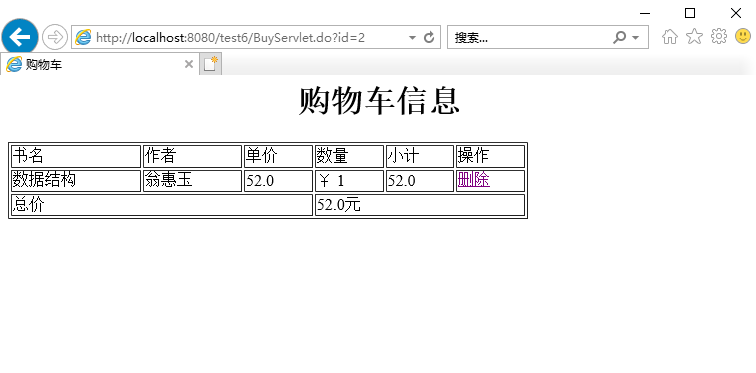 http://localhost:8080/test6/BuyServlet.do?id=2
搜索...
购物车
购物车信息
书名 作者 单价 数量 小计 操作
数据结构 翁惠玉 52.0 ￥ 1 52.0 删除
总价 52.0元